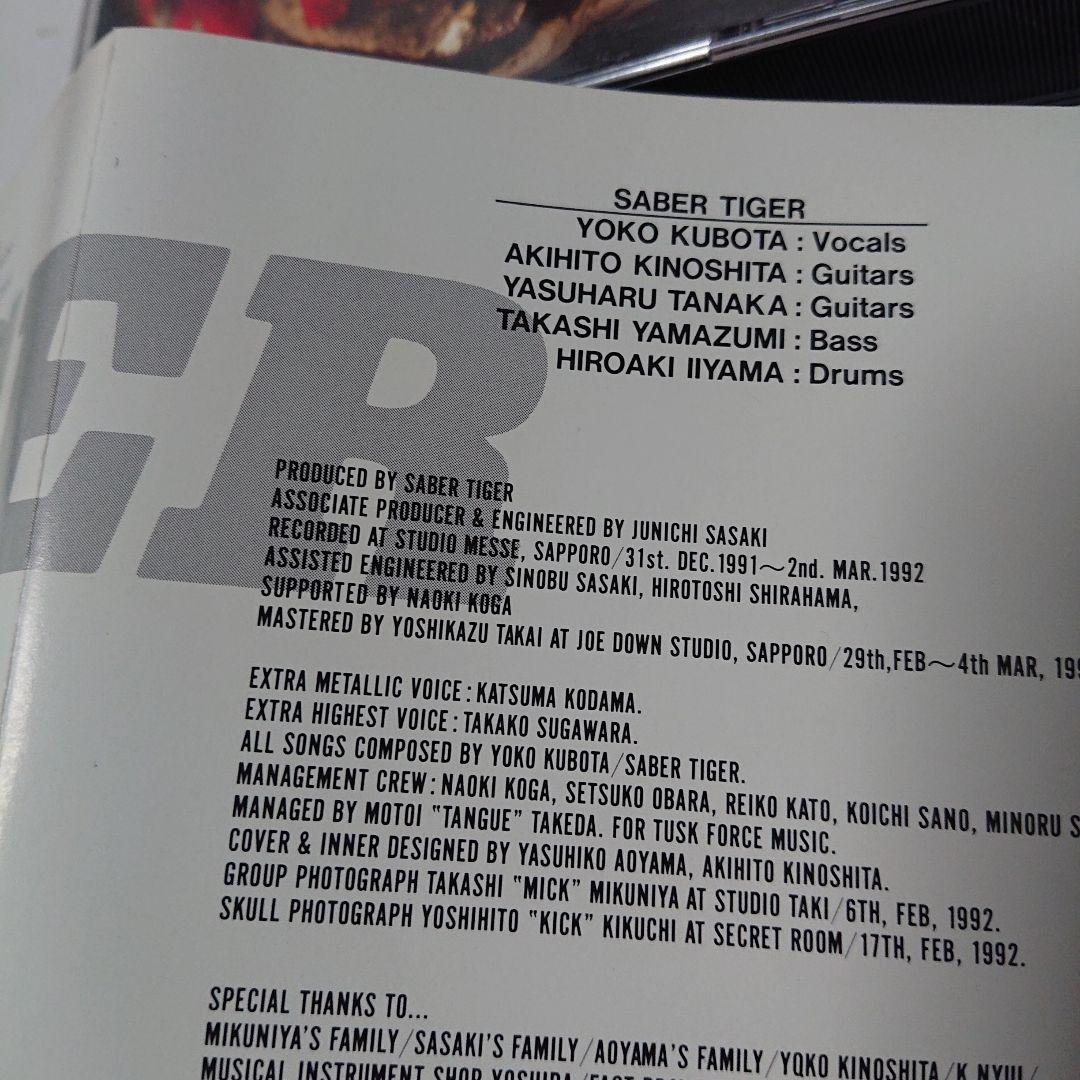 ER
SABER TIGER
YOKO KUBOTA : Vocals
AKIHITO KINOSHITA : Guitars
YASUHARU TANAKA : Guitars
TAKASHI YAMAZUMI : Bass
HIROAKI IIYAMA : Drums
PRODUCED BY SABER TIGER
ASSOCIATE PRODUCER & ENGINEERED BY JUNICHI SASAKI
RECORDED AT STUDIO MESSE, SAPPORO/31st. DEC.1991〜2nd. MAR.1992
ASSISTED ENGINEERED BY SINOBU SASAKI, HIROTOSHI SHIRAHAMA,
SUPPORTED BY NAOKI KOGA
MASTERED BY YOSHIKAZU TAKAI AT JOE DOWN STUDIO, SAPPORO/29th,FEB〜4th MAR,
EXTRA METALLIC VOICE:KATSUMA KODAMA.
EXTRA HIGHEST VOICE:TAKAKO SUGAWARA.
ALL SONGS COMPOSED BY YOKO KUBOTA/SABER TIGER.
MANAGEMENT CREW:NAOKI KOGA, SETSUKO OBARA, REIKO KATO, KOICHI SANO, MINORU
MANAGED BY MOTOI "TANGUE" TAKEDA. FOR TUSK FORCE MUSIC.
COVER & INNER DESIGNED BY YASUHIKO AOYAMA, AKIHITO KINOSHITA.
GROUP PHOTOGRAPH TAKASHI "MICK" MIKUNIYA AT STUDIO TAKI/6TH, FEB, 1992.
SKULL PHOTOGRAPH YOSHIHITO "KICK" KIKUCHI AT SECRET ROOM/17TH, FEB, 1992.
SPECIAL THANKS TO...
MIKUNIYA'S FAMILY/SASAKI'S FAMILY/AOYAMA'S FAMILY/YOKO KINOSHITA/
MUSICAL INSTRUMENT SHOP